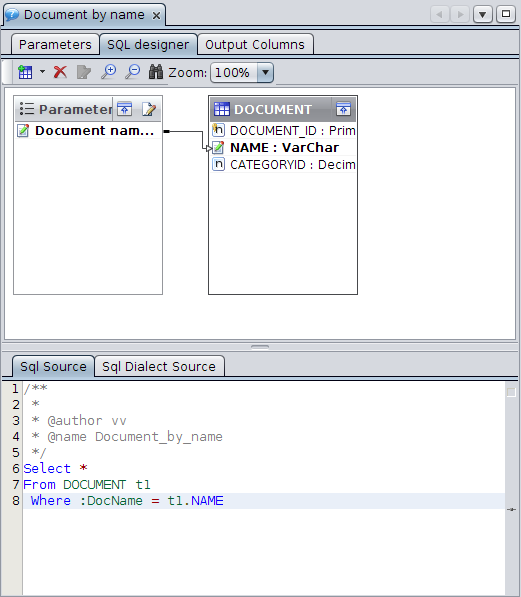 Document by name
Parameters SQL designer Output Columns
Zoom: 100%
Parameter
Document nam...
DOCUMENT
DOCUMENT_ID : Prim
NAME : VarChar
CATEGORYID : Decim
Sql Source Sql Dialect Source
1 /**
2 *
3 * @author vv
4 * @name Document_by_name
5 */
6 Select *
7 From DOCUMENT t1
8 Where :DocName = t1.NAME